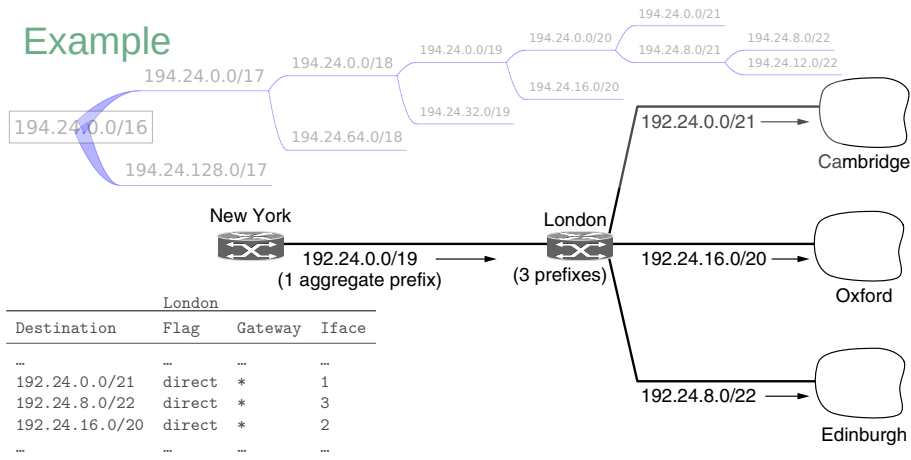 Example
194.24.0.0/16
194.24.0.0/17
194.24.128.0/17
194.24.0.0/18
194.24.64.0/18
194.24.0.0/19
194.24.32.0/19
194.24.0.0/20
194.24.16.0/20
194.24.0.0/21
194.24.8.0/21
194.24.8.0/22
194.24.12.0/22
192.24.0.0/21
Cambridge
New York
London
192.24.0.0/19
(1 aggregate prefix)
(3 prefixes)
192.24.16.0/20
Oxford
192.24.8.0/22
Edinburgh
London
Destination Flag Gateway Iface
… … … …
192.24.0.0/21 direct * 1
192.24.8.0/22 direct * 3
192.24.16.0/20 direct * 2
… … … …